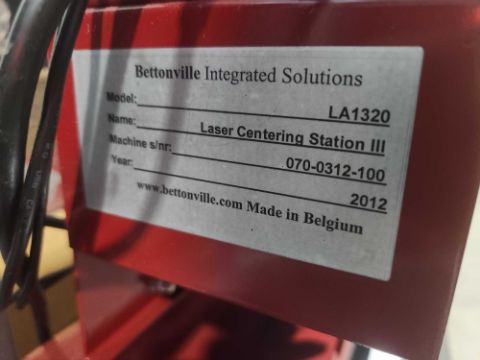 Bettonville Integrated Solutions
Model: LA1320
Name: Laser Centering Station III
Machine s/nr: 070-0312-100
Year: 2012
www.bettonville.com Made in Belgium